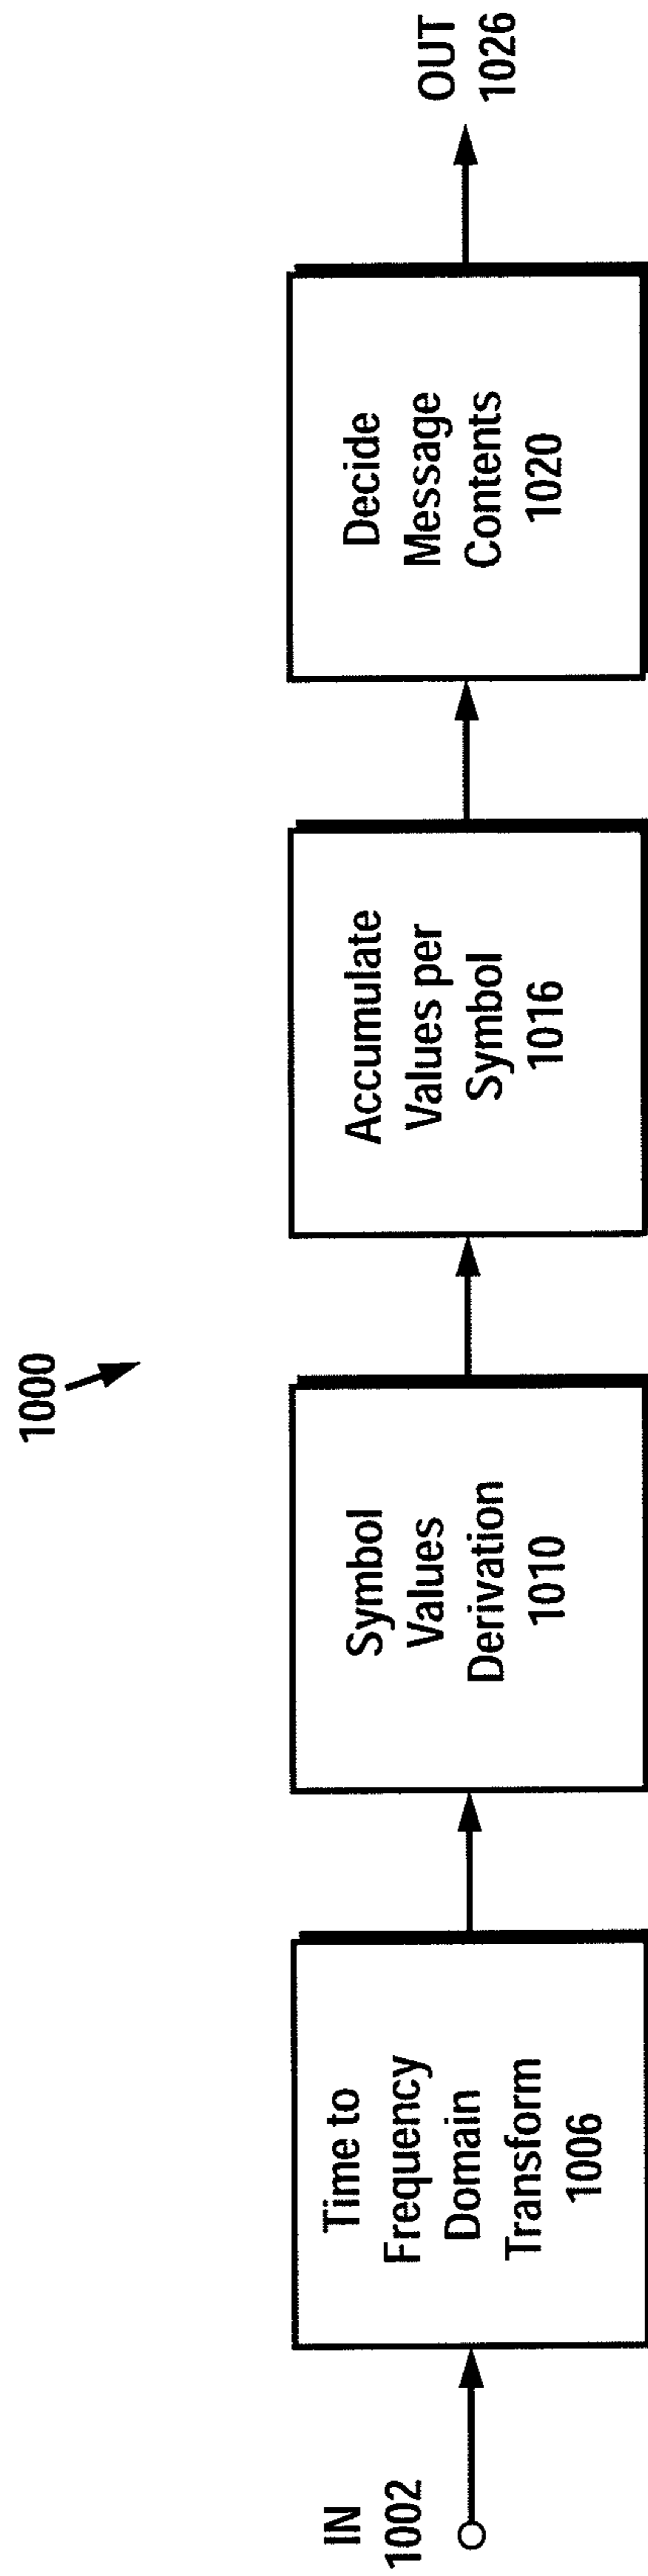 1000
IN
1002
Time to
Frequency
Domain
Transform
1006
Symbol
Values
Derivation
1010
Accumulate
Values per
Symbol
1016
Decide
Message
Contents
1020
OUT
1026